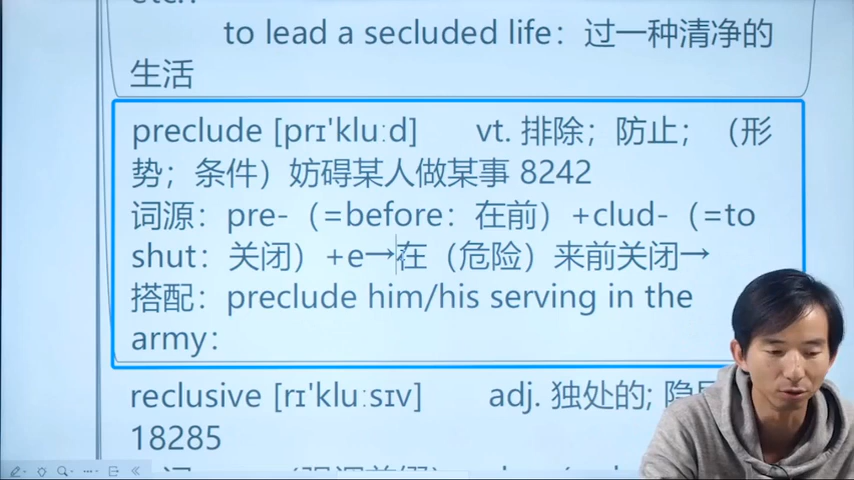 to lead a secluded life：过一种清净的
生活
preclude [prɪ'kluːd] vt. 排除；防止；（形
势；条件）妨碍某人做某事 8242
词源：pre-（=before：在前）+clud-（=to
shut：关闭）+e→在（危险）来前关闭→
搭配：preclude him/his serving in the
army：
reclusive [rɪ'kluːsɪv] adj. 独处的; 隐
18285